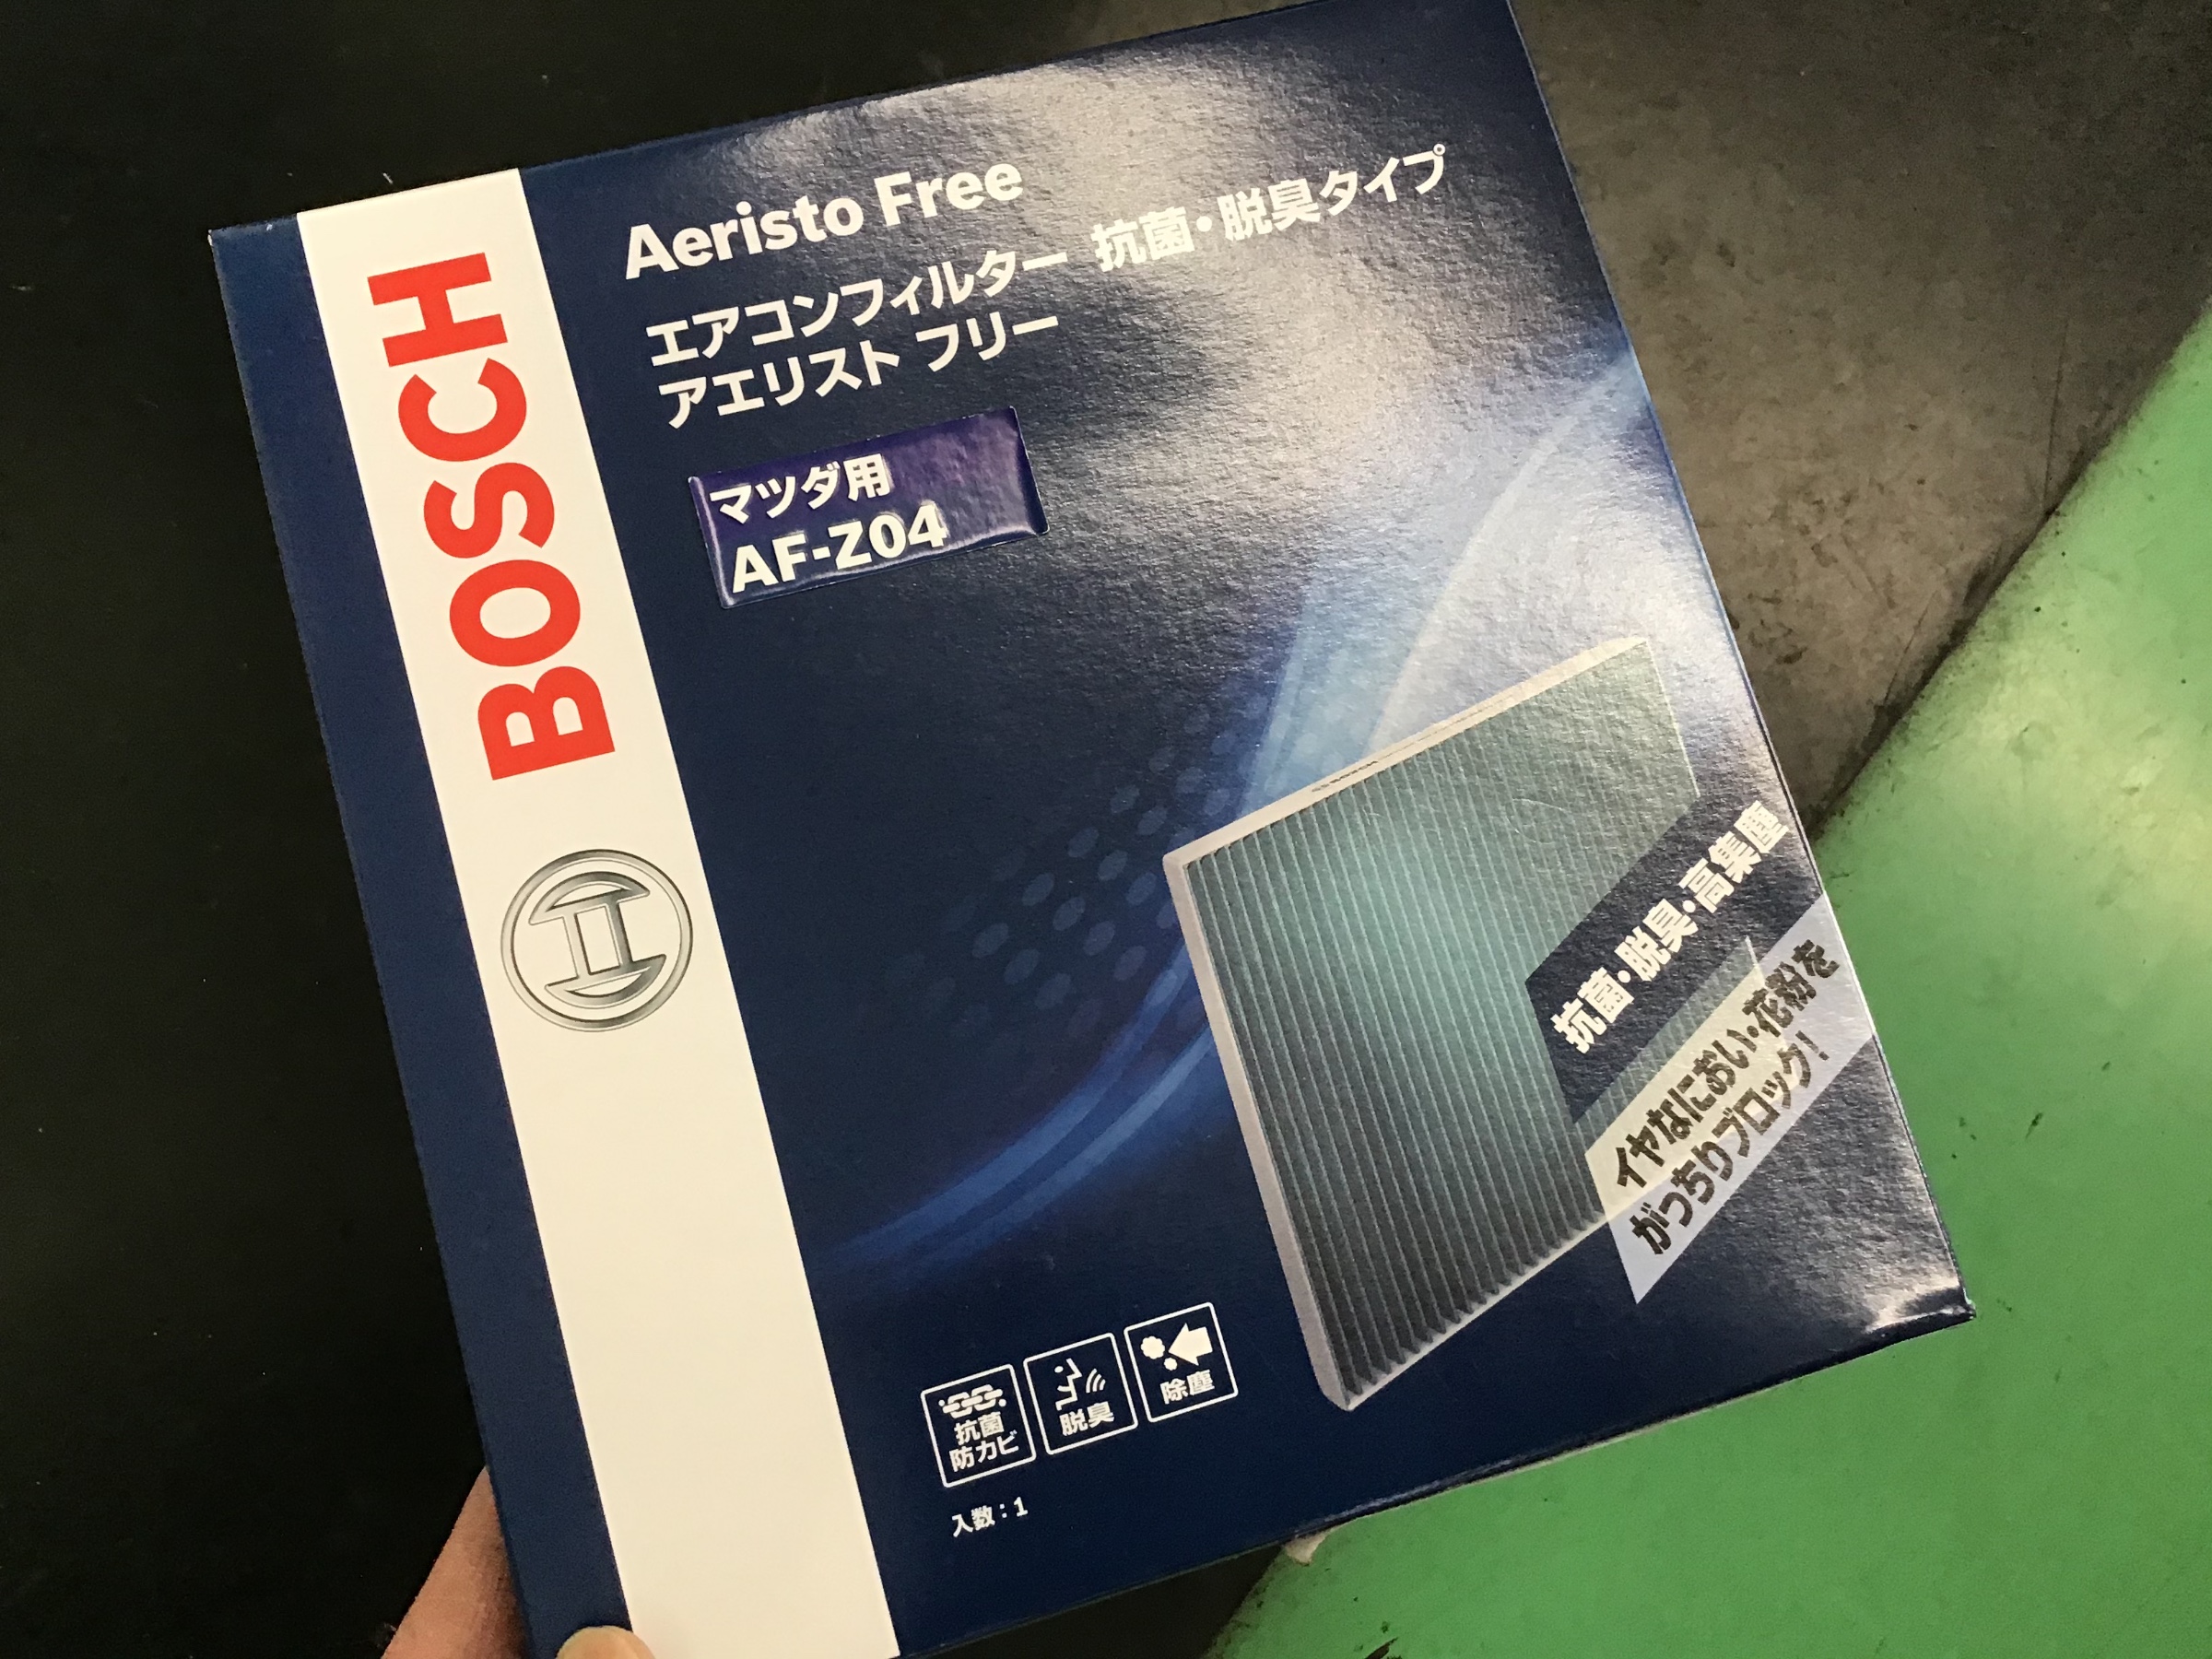 BOSCH
Aeristo Free
エアコンフィルター 抗菌・脱臭タイプ
アエリスト フリー
マツダ用
AF-Z04
抗菌・脱臭・高集塵
イヤなにおい・花粉を
がっちりブロック!
抗菌
防カビ
脱臭
除塵
入数:1